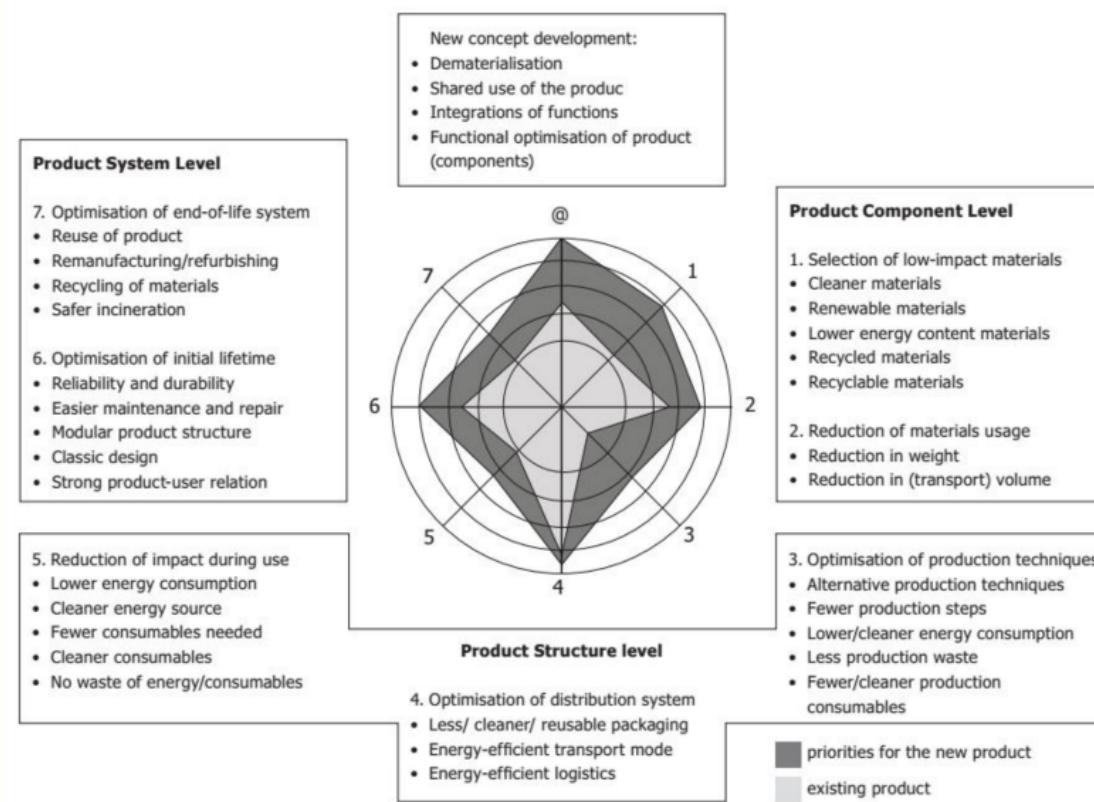 New concept development:
• Dematerialisation
• Shared use of the produc
• Integrations of functions
• Functional optimisation of product
(components)
Product System Level
7. Optimisation of end-of-life system
• Reuse of product
• Remanufacturing/refurbishing
• Recycling of materials
• Safer incineration
6. Optimisation of initial lifetime
• Reliability and durability
• Easier maintenance and repair
• Modular product structure
• Classic design
• Strong product-user relation
@
1
2
3
4
5
6
7
Product Component Level
1. Selection of low-impact materials
• Cleaner materials
• Renewable materials
• Lower energy content materials
• Recycled materials
• Recyclable materials
2. Reduction of materials usage
• Reduction in weight
• Reduction in (transport) volume
5. Reduction of impact during use
• Lower energy consumption
• Cleaner energy source
• Fewer consumables needed
• Cleaner consumables
• No waste of energy/consumables
Product Structure level
4. Optimisation of distribution system
• Less/ cleaner/ reusable packaging
• Energy-efficient transport mode
• Energy-efficient logistics
3. Optimisation of production techniques
• Alternative production techniques
• Fewer production steps
• Lower/cleaner energy consumption
• Less production waste
• Fewer/cleaner production
consumables
priorities for the new product
existing product